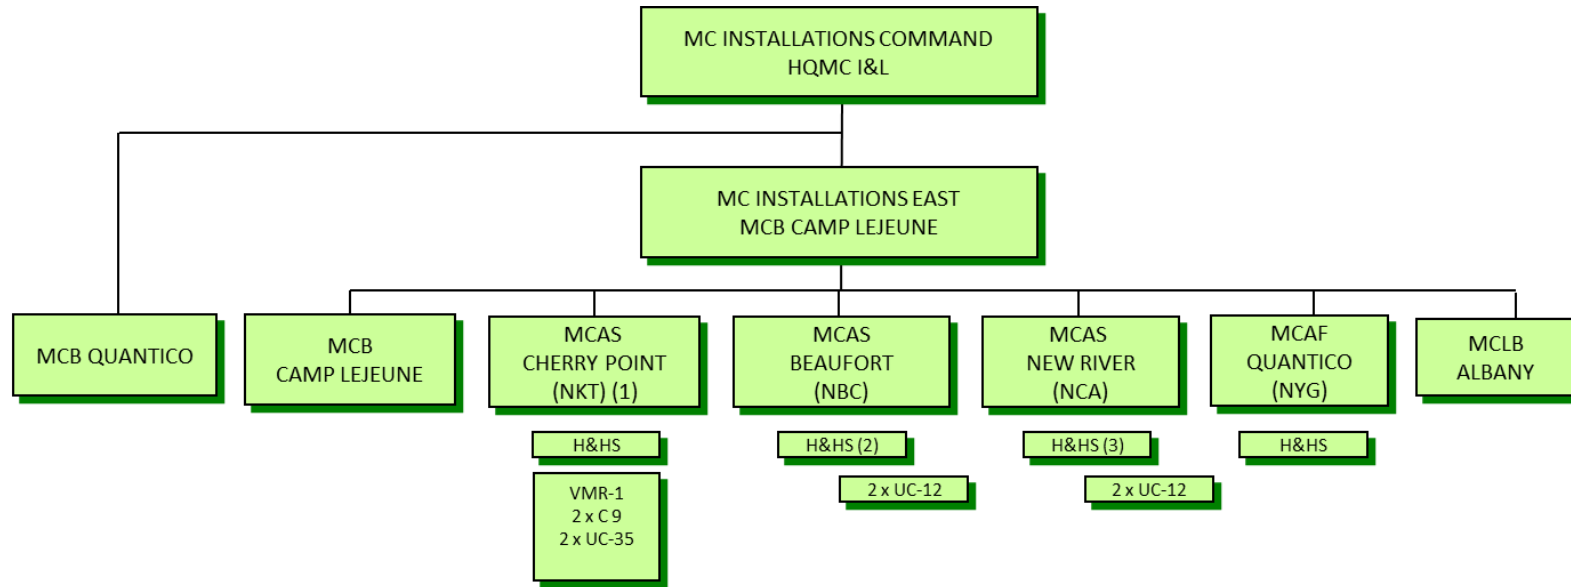 MC INSTALLATIONS COMMAND
HQMC I&L
MC INSTALLATIONS EAST
MCB CAMP LEJEUNE
MCB QUANTICO
MCB
CAMP LEJEUNE
MCAS
CHERRY POINT
(NKT) (1)
MCAS
BEAUFORT
(NBC)
MCAS
NEW RIVER
(NCA)
MCAF
QUANTICO
(NYG)
MCLB
ALBANY
H&HS
H&HS (2)
H&HS (3)
H&HS
VMR-1
2 x C 9
2 x UC-35
2 x UC-12
2 x UC-12